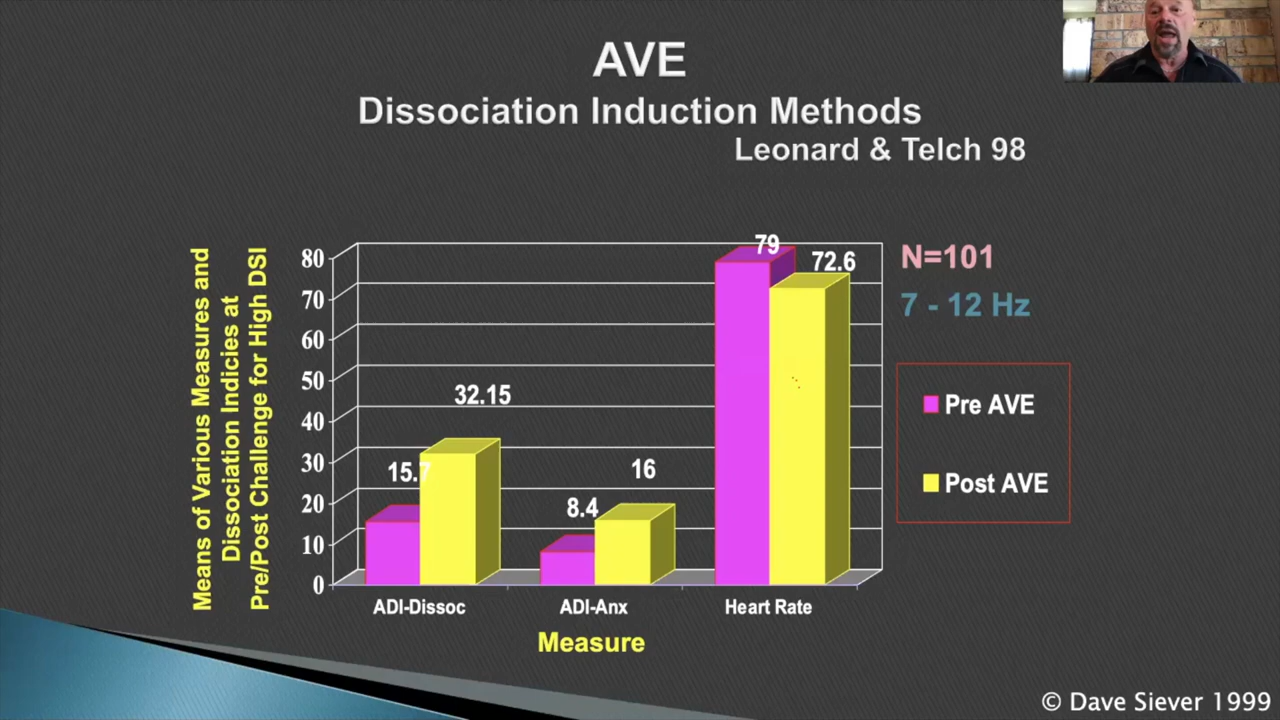 AVE
Dissociation Induction Methods
Leonard & Telch 98
Means of Various Measures and
Dissociation Indicies at
Pre/Post Challenge for High DSI
80
70
60
50
40
30
20
10
0
15.7
32.15
8.4
16
79
72.6
ADI-Dissoc
ADI-Anx
Heart Rate
Measure
N=101
7 - 12 Hz
Pre AVE
Post AVE
© Dave Siever 1999